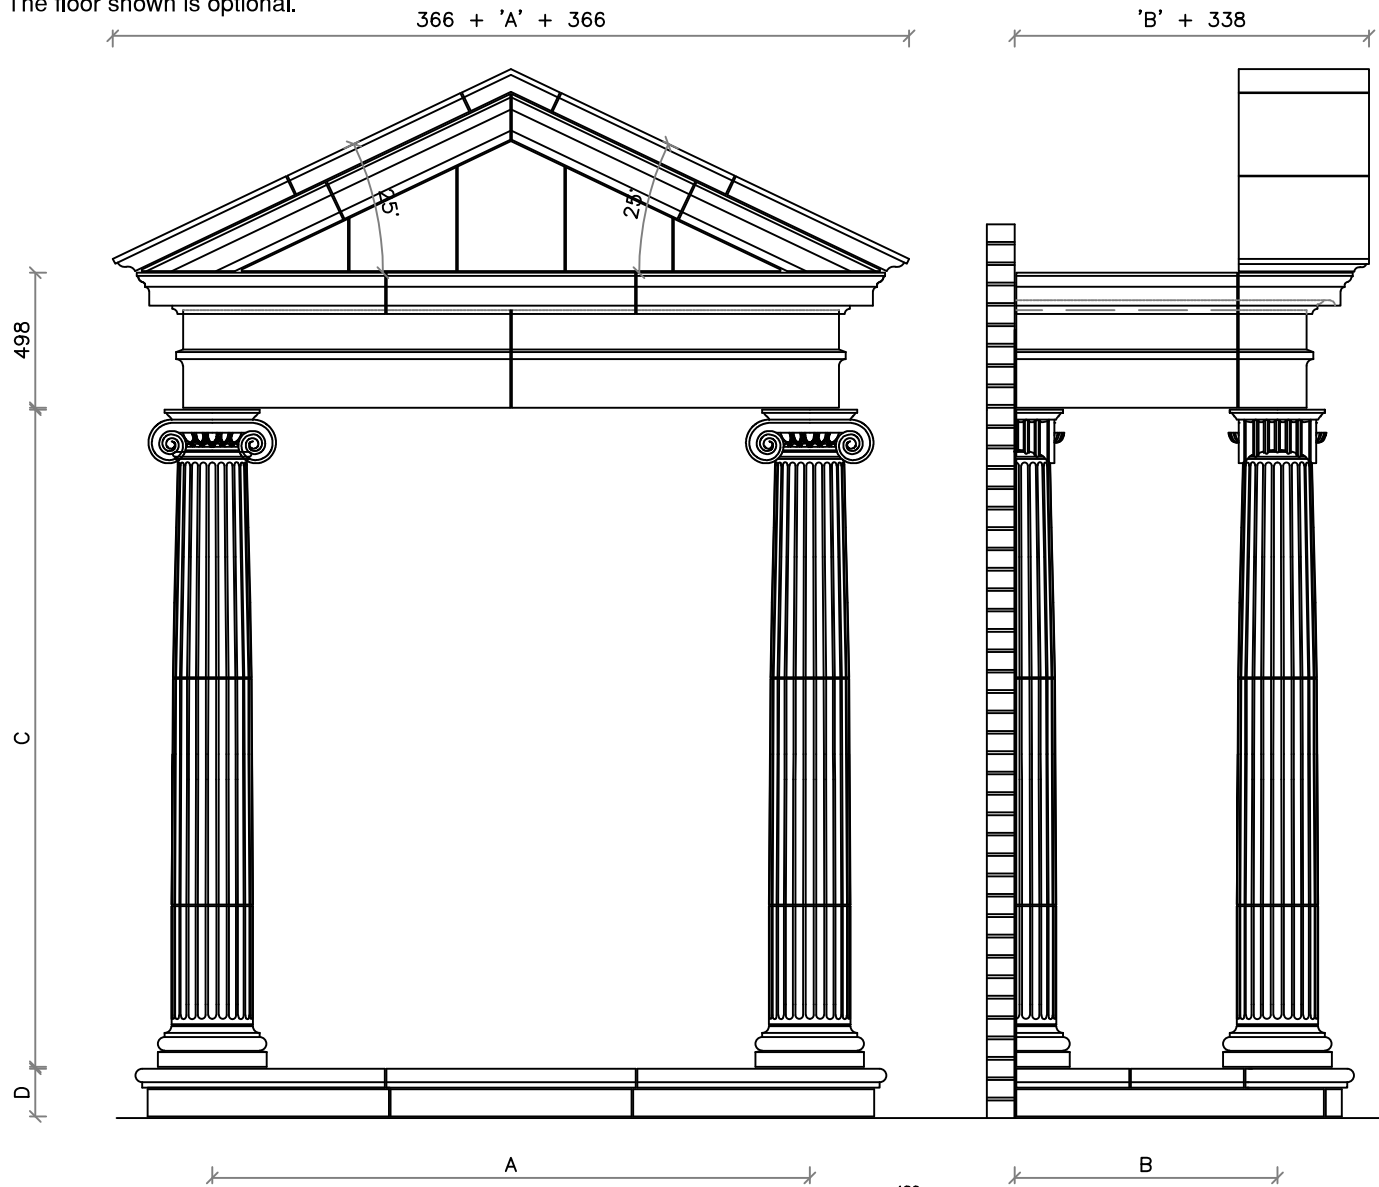 The floor shown is optional.
366 + 'A' + 366
'B' + 338
25°
25°
498
C
D
A
B